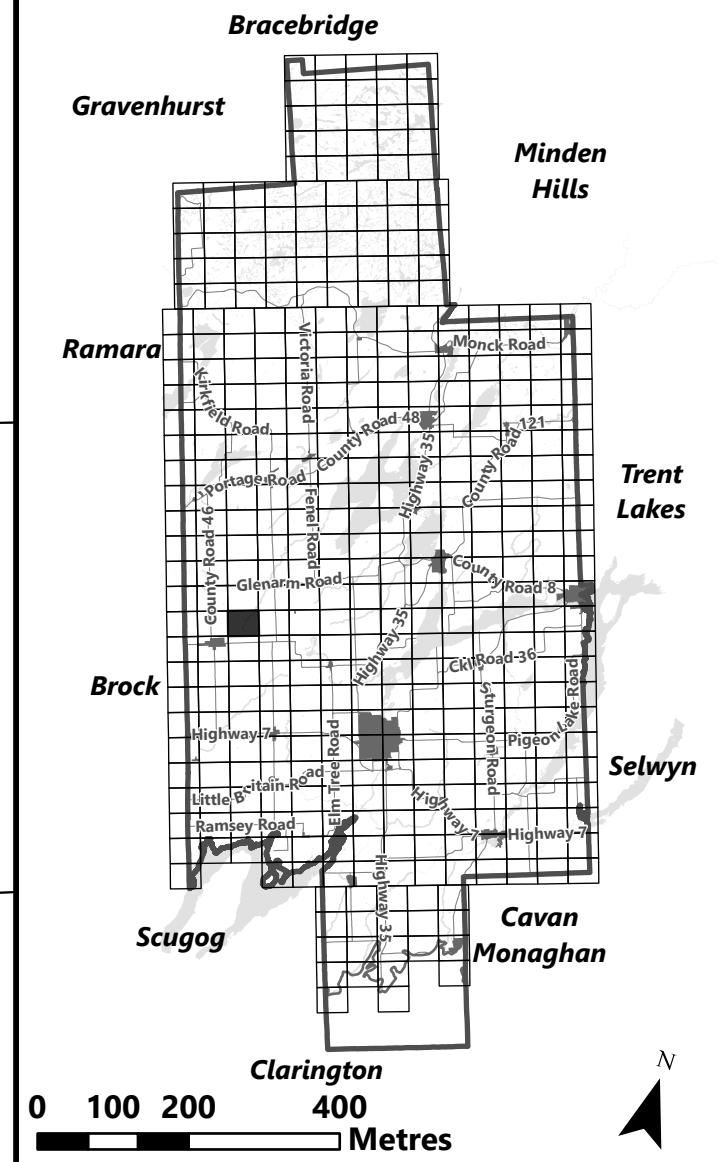 Bracebridge
Gravenhurst
Minden
Hills
Ramara
Monck Road
Victoria Road
Kirkfield Road
County Road 48
County Road 121
Highway 35
Portage Road
Trent
Lakes
Fenel Road
County Road 46
Glenarm Road
County Road 8
Highway 35
Ckl Road 36
Brock
Sturgeon Road
Pigeon Lake Road
Highway 7
Elm Tree Road
Selwyn
Little Britain Road
Ramsey Road
Highway 7
Highway 7
Highway 35
Scugog
Cavan
Monaghan
Clarington
N
0 100 200 400
Metres